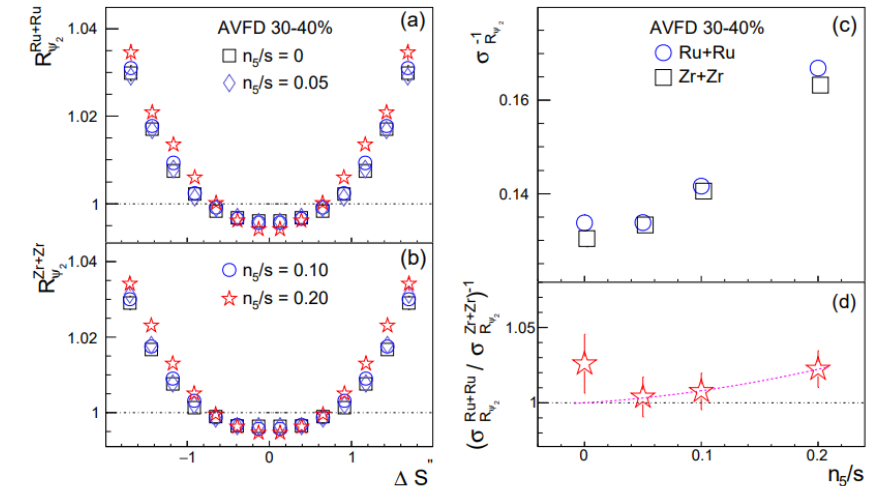 (a)
AVFD 30-40%
n5/s = 0
n5/s = 0.05
R Ru+Ru Ψ2
1.04
1.02
1
(b)
n5/s = 0.10
n5/s = 0.20
R Zr+Zr Ψ2
1.04
1.02
1
−1 0 1
Δ S"
(c)
AVFD 30-40%
Ru+Ru
Zr+Zr
σ -1 RΨ2
0.16
0.14
(d)
(σ Ru+Ru RΨ2 / σ Zr+Zr RΨ2)-1
1.05
1
0 0.1 0.2
n5/s